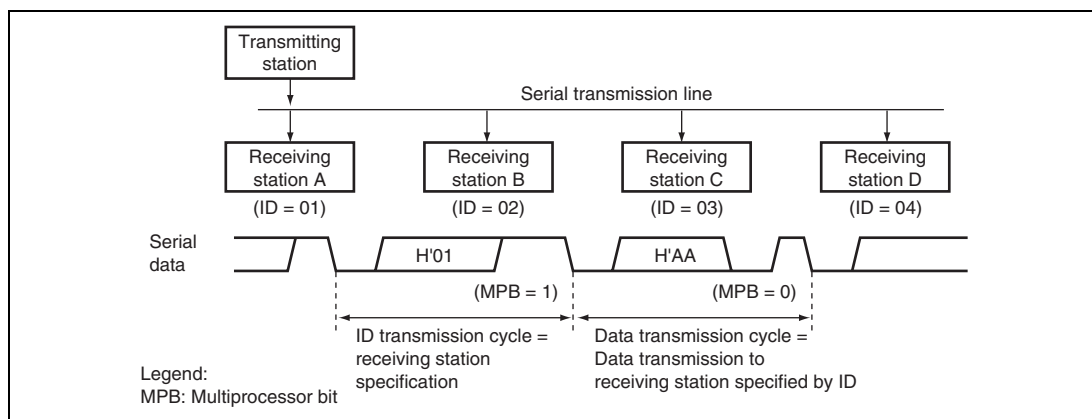 Transmitting
station
Serial transmission line
Receiving
station A
Receiving
station B
Receiving
station C
Receiving
station D
(ID = 01)
(ID = 02)
(ID = 03)
(ID = 04)
Serial
data
H'01
H'AA
(MPB = 1)
(MPB = 0)
ID transmission cycle =
receiving station
specification
Data transmission cycle =
Data transmission to
receiving station specified by ID
Legend:
MPB: Multiprocessor bit